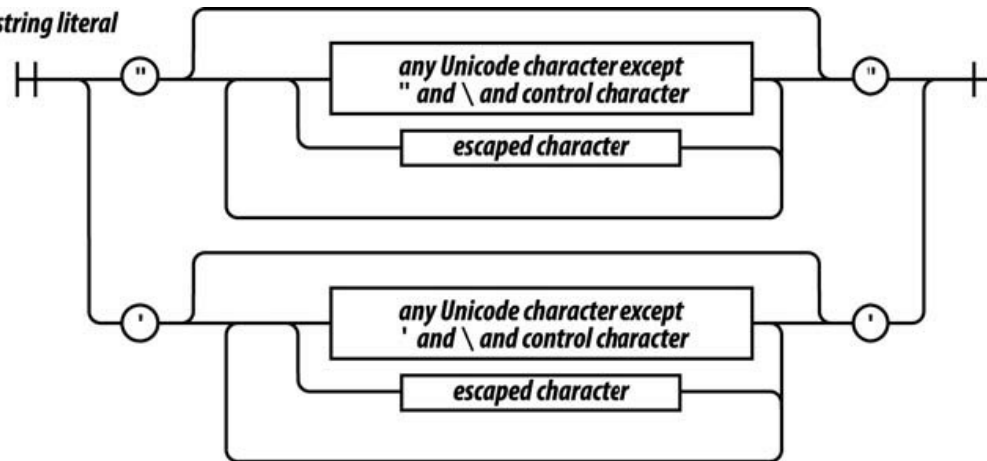 string literal
"
any Unicode character except
" and \ and control character
"
escaped character
'
any Unicode character except
' and \ and control character
'
escaped character